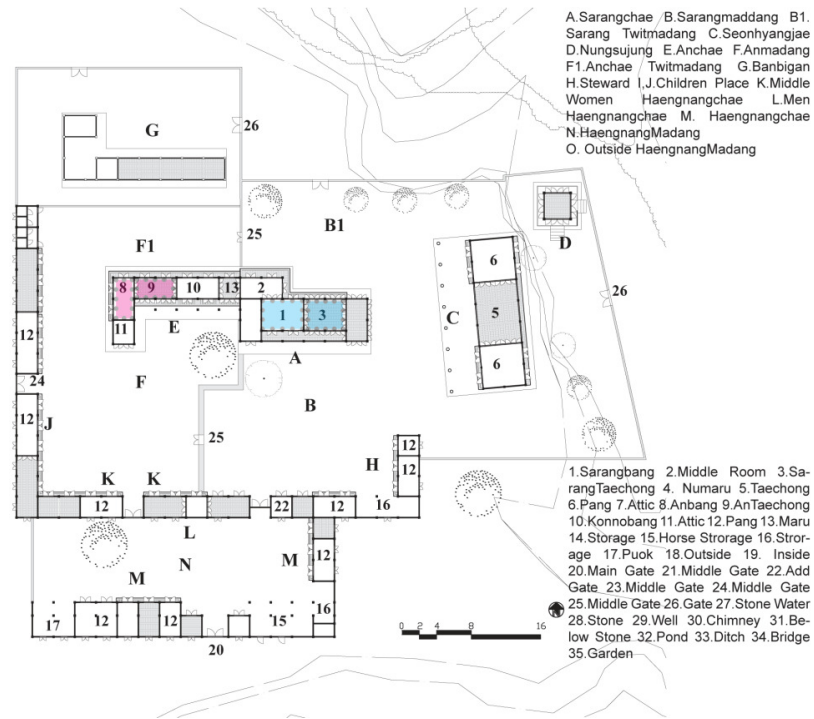 A.Sarangchae B.Sarangmaddang B1.
Sarang Twitmadang C.Seonhyangjae
D.Nungsujung E.Anchae F.Anmadang
F1.Anchae Twitmadang G.Banbigan
H.Steward I,J.Children Place K.Middle
Women Haengnangchae L.Men
Haengnangchae M. Haengnangchae
N.HaengnangMadang
O. Outside HaengnangMadang
G
26
B1
25
F1
D
6
26
8
9
10
13
2
1
3
C
5
11
E
12
A
6
24
F
B
12
J
25
12
H
12
K
K
12
22
12
16
L
N
M
12
M
17
12
12
15
16
20
0 2 4 8 16
1.Sarangbang 2.Middle Room 3.Sa-
rangTaechong 4. Numaru 5.Taechong
6.Pang 7.Attic 8.Anbang 9.AnTaechong
10.Konnobang 11.Attic 12.Pang 13.Maru
14.Storage 15.Horse Strorage 16.Stror-
age 17.Puok 18.Outside 19. Inside
20.Main Gate 21.Middle Gate 22.Add
Gate 23.Middle Gate 24.Middle Gate
25.Middle Gate 26.Gate 27.Stone Water
28.Stone 29.Well 30.Chimney 31.Be-
low Stone 32.Pond 33.Ditch 34.Bridge
35.Garden